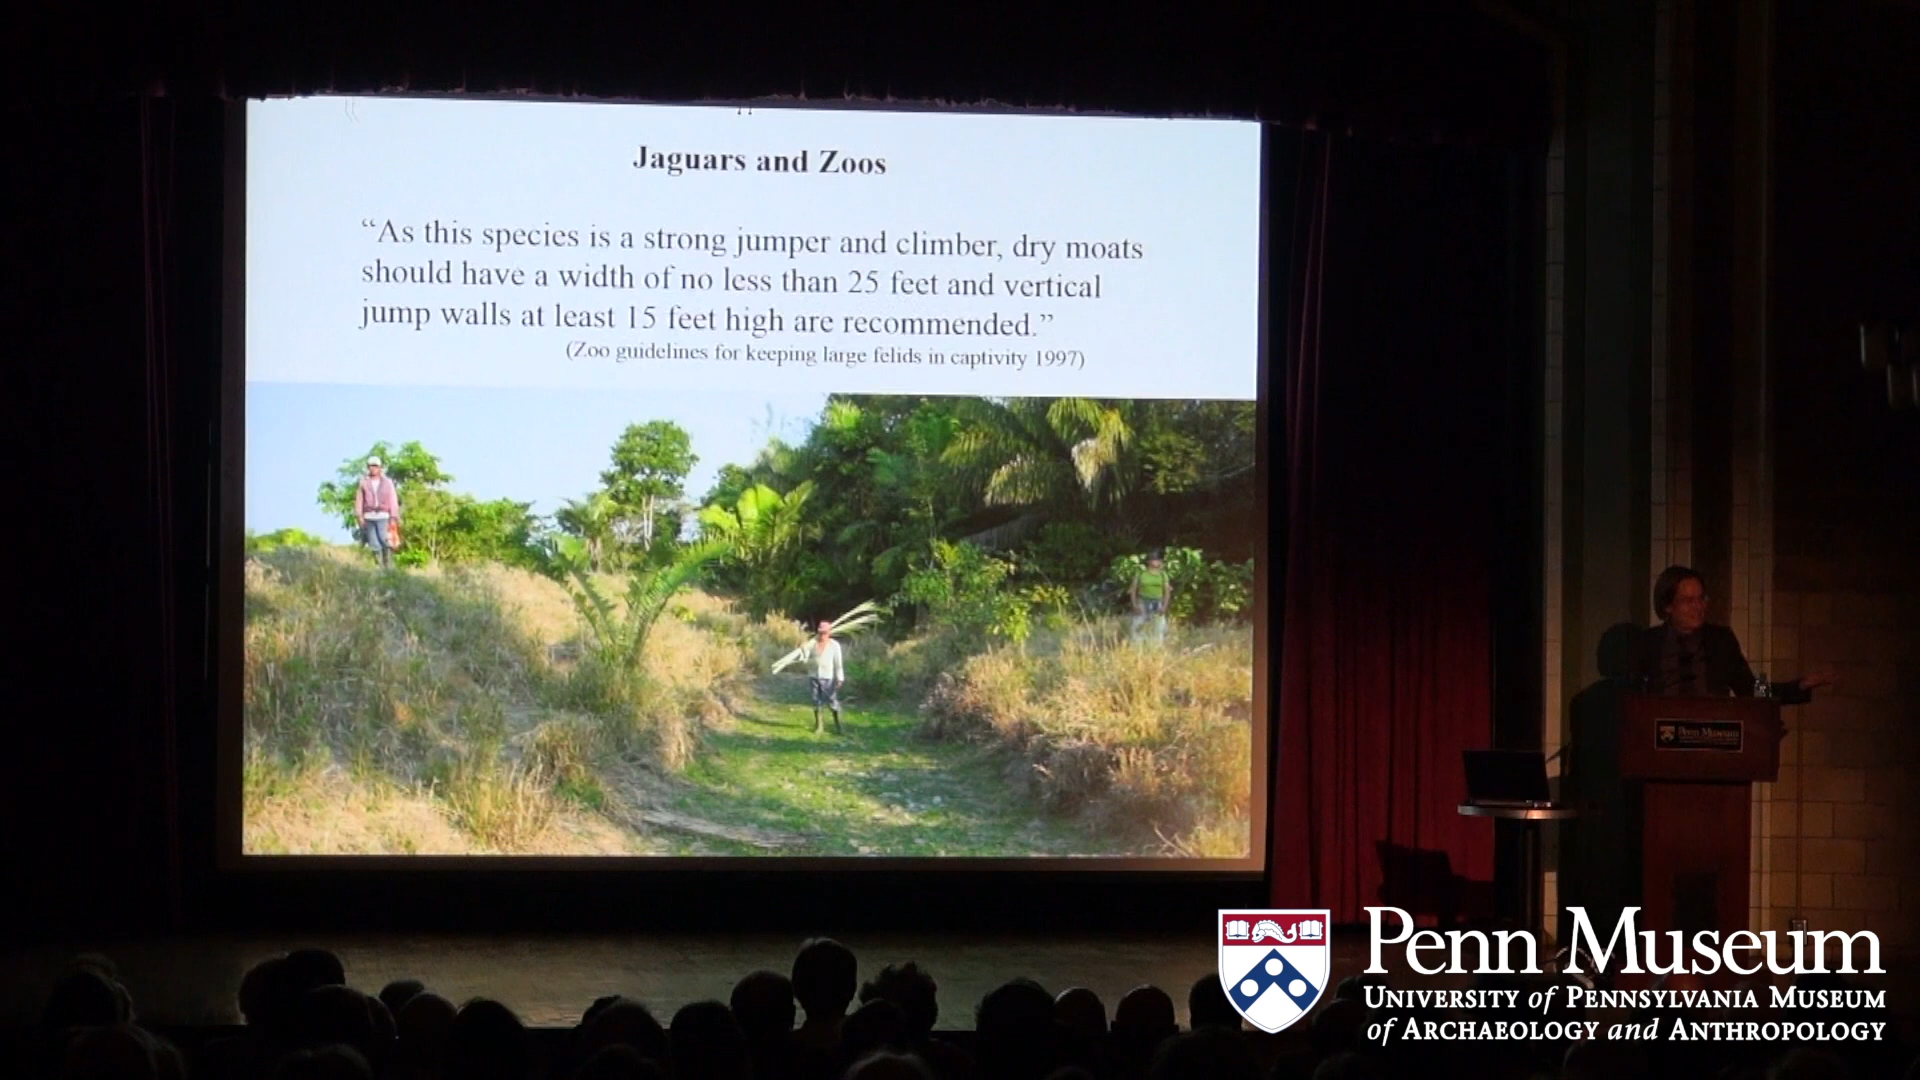 Jaguars and Zoos
“As this species is a strong jumper and climber, dry moats
should have a width of no less than 25 feet and vertical
jump walls at least 15 feet high are recommended.”
(Zoo guidelines for keeping large felids in captivity 1997)
Penn Museum
Penn Museum
University of Pennsylvania Museum
of Archaeology and Anthropology